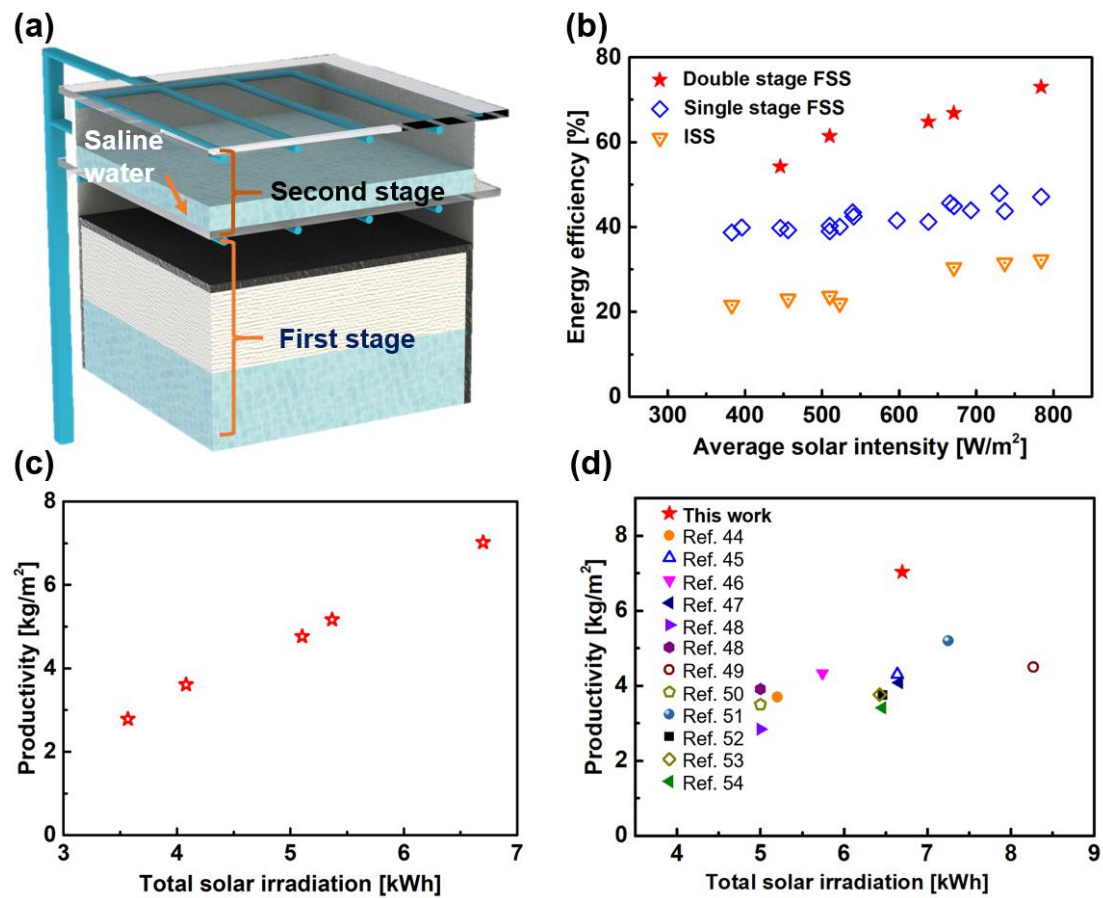 (a)
Saline
water
Second stage
First stage
(b)
Energy efficiency [%]
80
60
40
20
0
Double stage FSS
Single stage FSS
ISS
300 400 500 600 700 800
Average solar intensity [W/m²]
(c)
Productivity [kg/m²]
8
6
4
2
0
3 4 5 6 7
Total solar irradiation [kWh]
(d)
Productivity [kg/m²]
8
6
4
2
0
This work
Ref. 44
Ref. 45
Ref. 46
Ref. 47
Ref. 48
Ref. 48
Ref. 49
Ref. 50
Ref. 51
Ref. 52
Ref. 53
Ref. 54
4 5 6 7 8 9
Total solar irradiation [kWh]